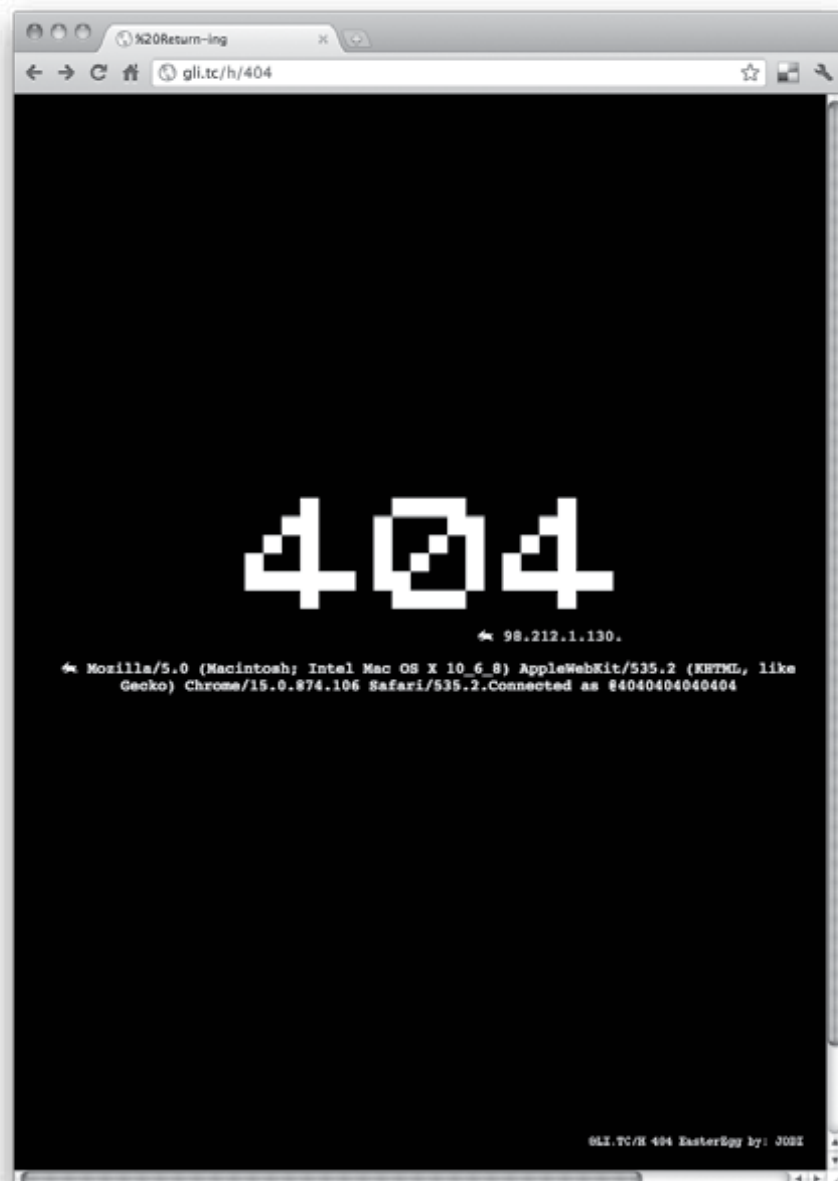 %20Return-ing
gli.tc/h/404
404
98.212.1.130.
Mozilla/5.0 (Macintosh; Intel Mac OS X 10_6_8) AppleWebKit/535.2 (KHTML, like
Gecko) Chrome/15.0.874.106 Safari/535.2.Connected as @4040404040404
GLI.TC/H 404 EasterEgg by: JODI